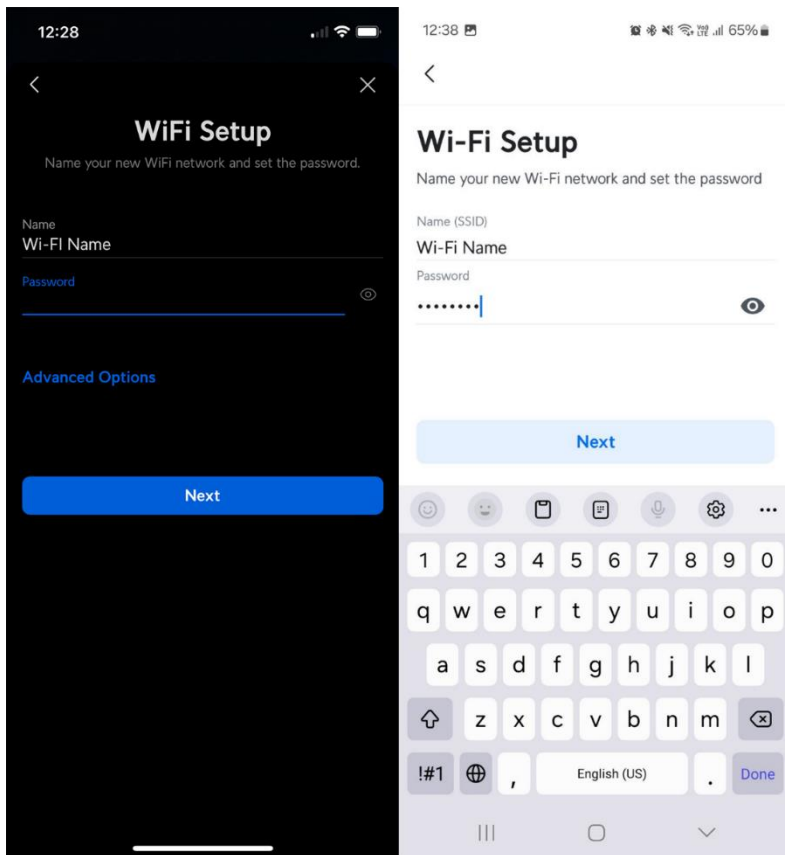 12:28
WiFi Setup
Name your new WiFi network and set the password.
Name
Wi-FI Name
Password
Advanced Options
Next
12:38
65%
Wi-Fi Setup
Name your new Wi-Fi network and set the password
Name (SSID)
Wi-Fi Name
Password
••••••••
Next
1 2 3 4 5 6 7 8 9 0
q w e r t y u i o p
a s d f g h j k l
z x c v b n m
!#1 , English (US) . Done